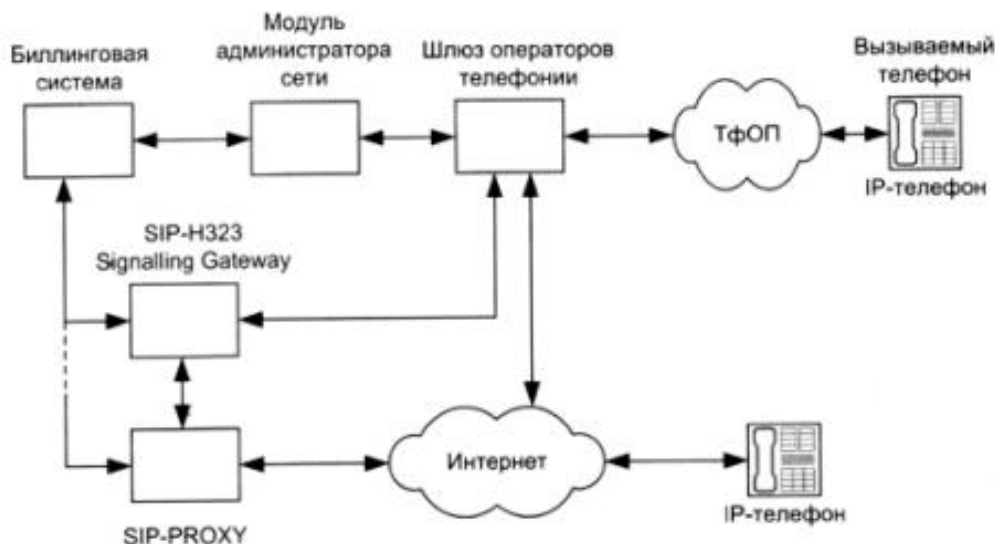 Биллинговая
система
Модуль
администратора
сети
Шлюз операторов
телефонии
Вызываемый
телефон
ТфОП
IP-телефон
SIP-H323
Signalling Gateway
Интернет
IP-телефон
SIP-PROXY